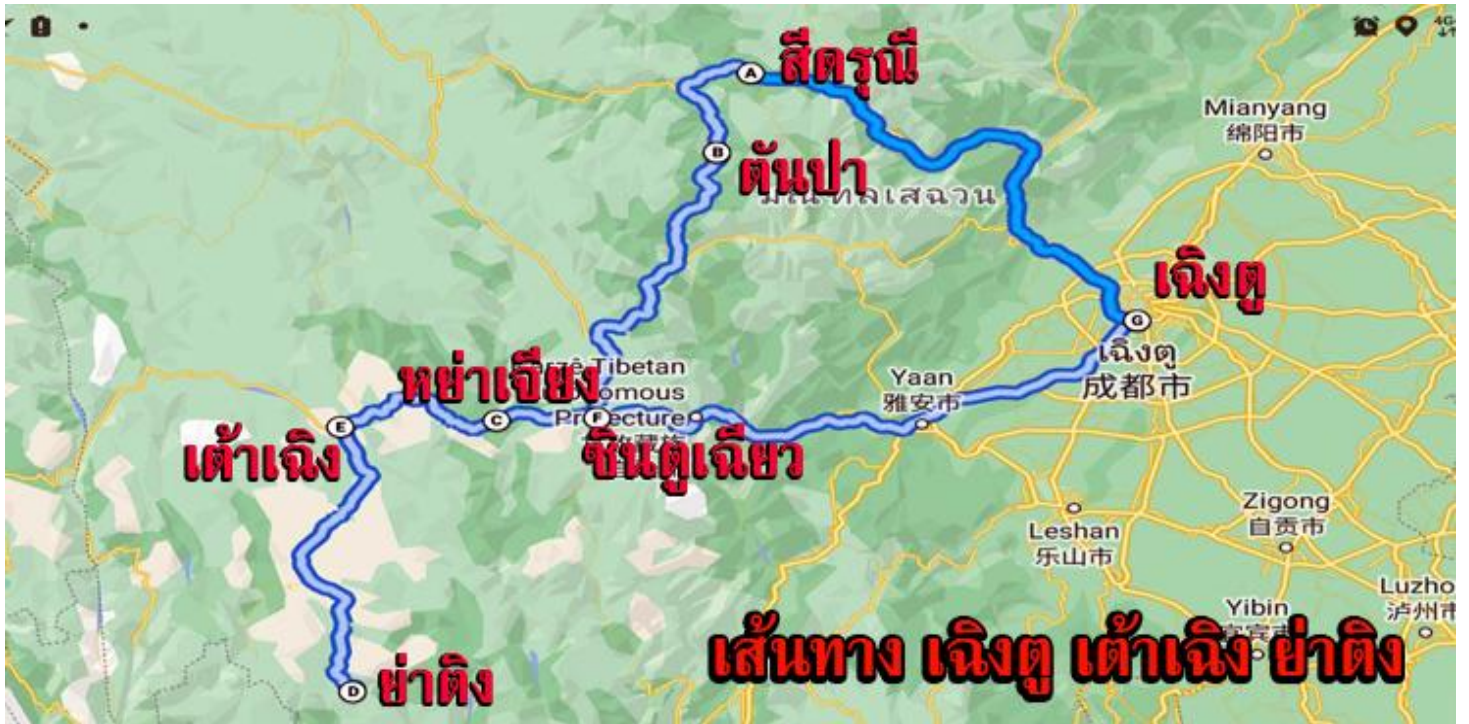 4G
A
สีดรุณี
Mianyang
绵阳市
B
ตันปา
เฉิงตู
G
เฉิงตู
成都市
Yaan
雅安市
หย่าเจียง
Tibetan
C
F
E
เต้าเฉิง
ซินตูเฉียว
Leshan
乐山市
Zigong
自贡市
Luzho
泸州市
Yibin
เส้นทาง เฉิงตู เต้าเฉิง ย่าติง
D
ย่าติง